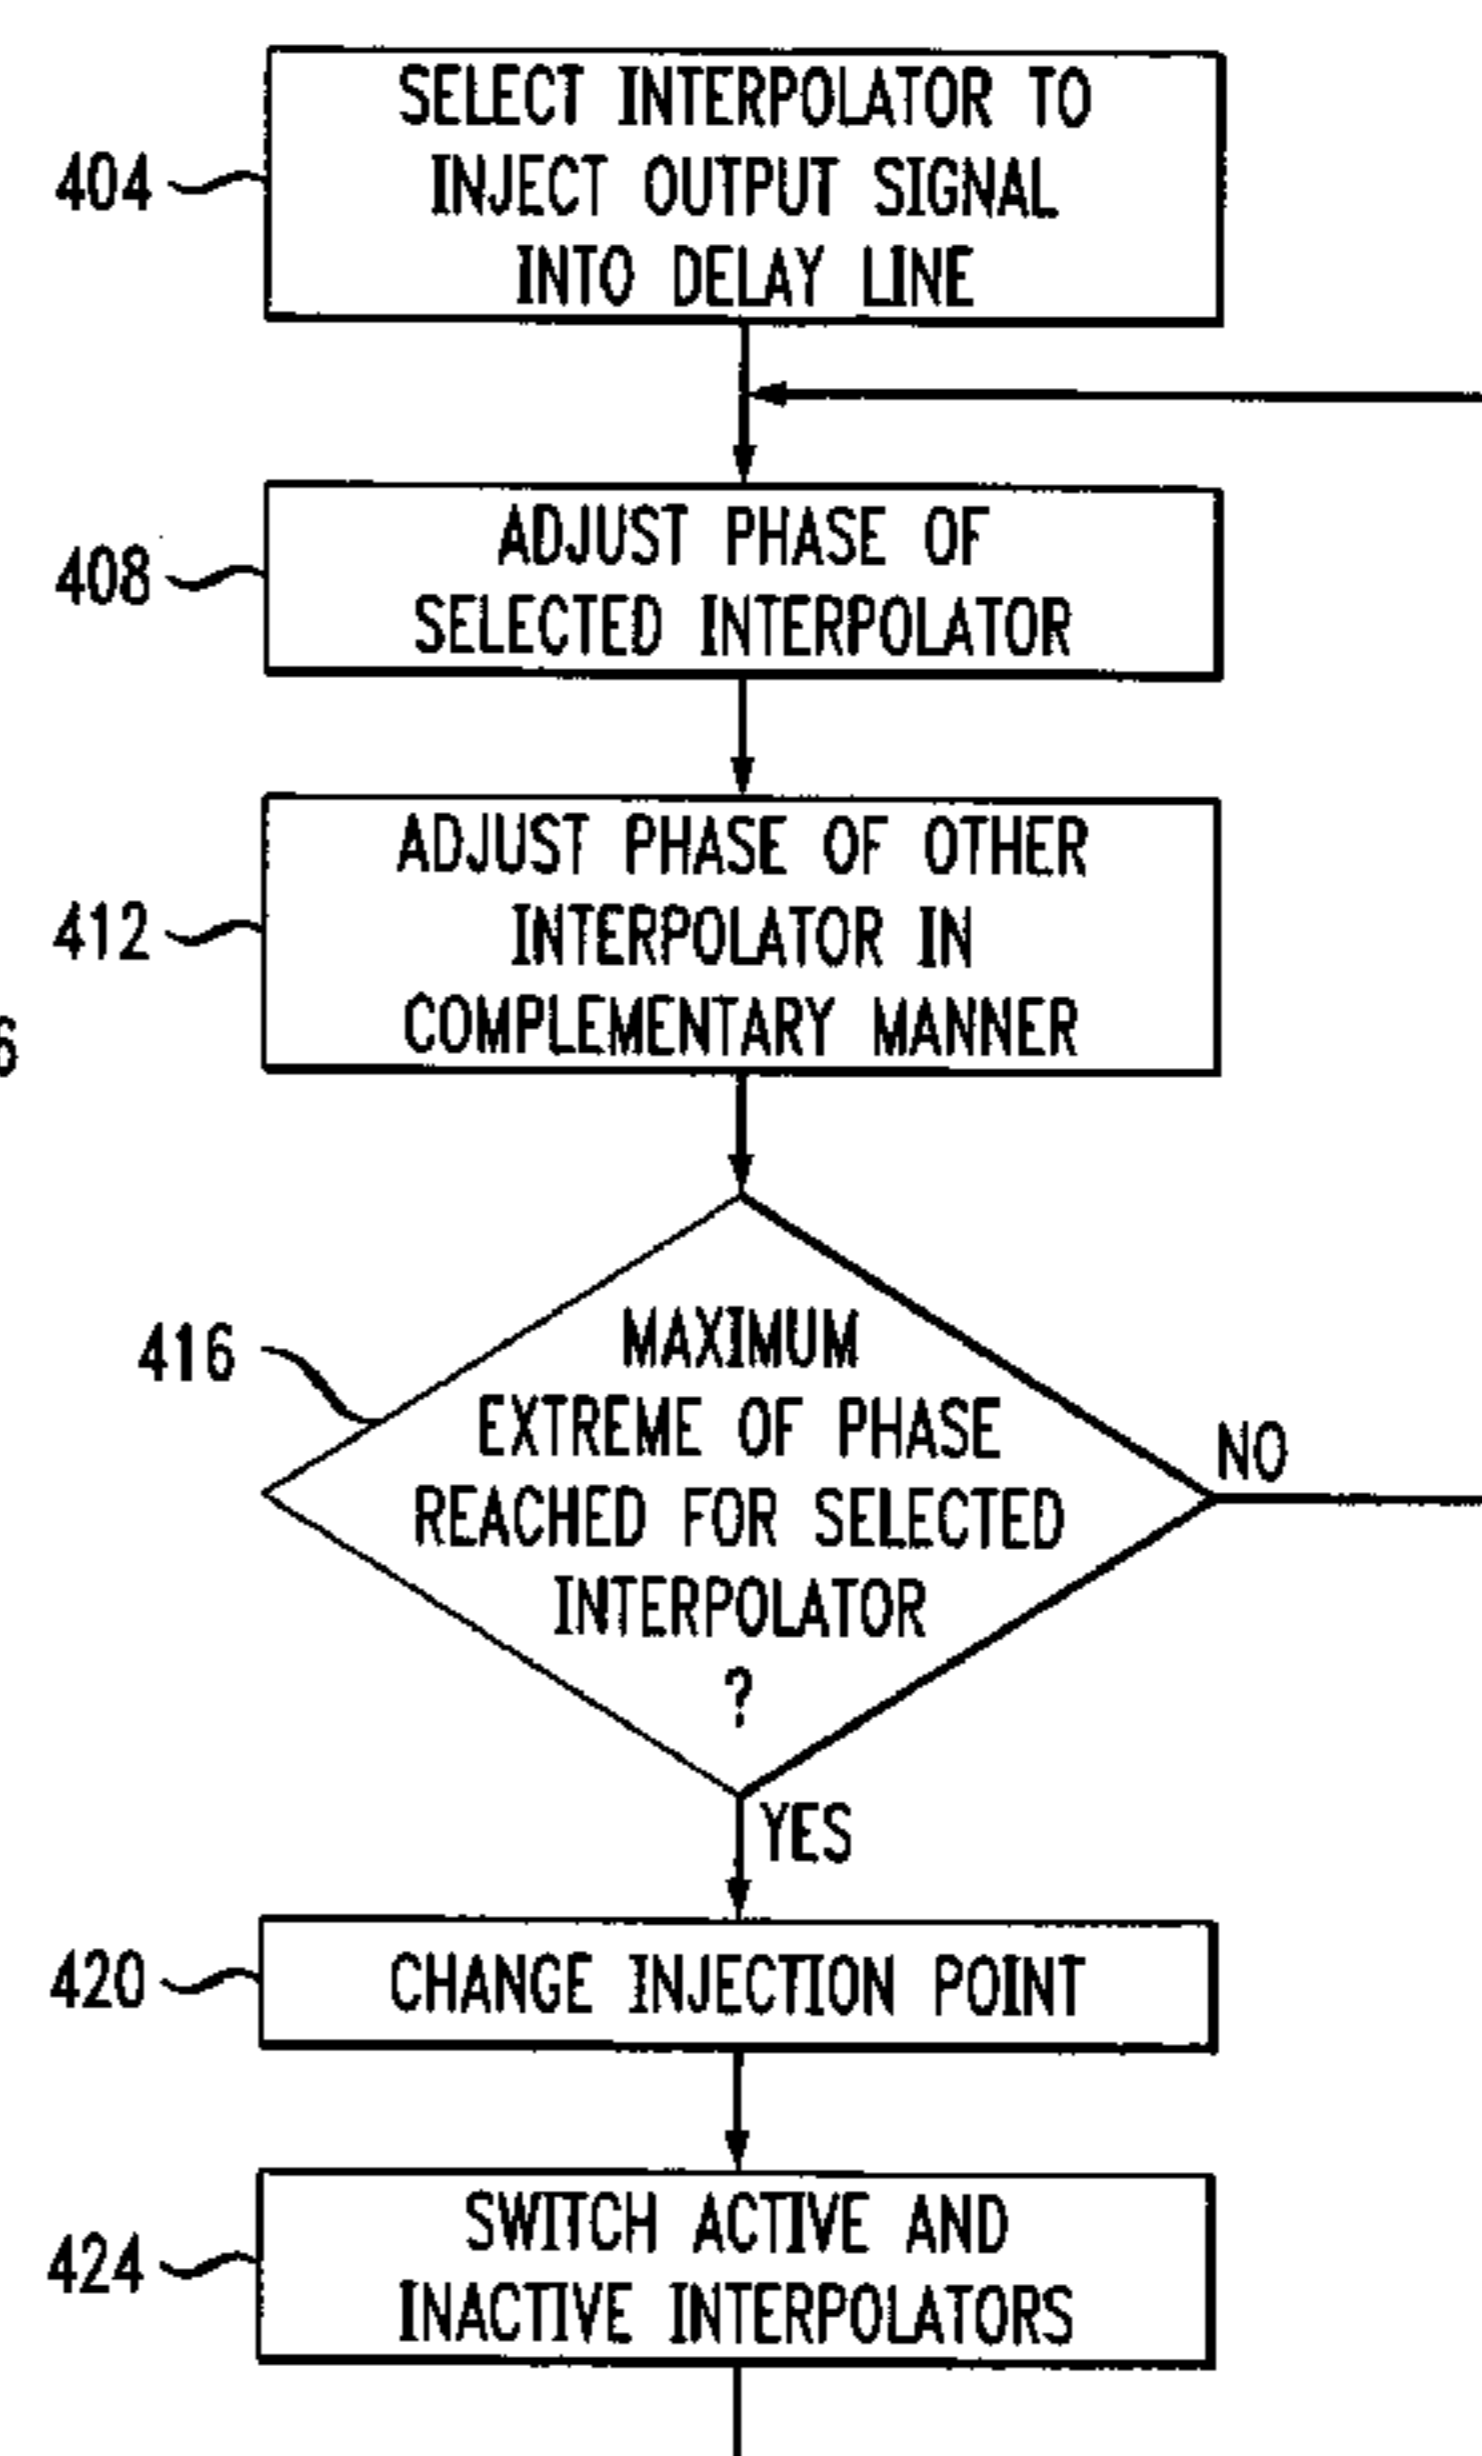 404
SELECT INTERPOLATOR TO
INJECT OUTPUT SIGNAL
INTO DELAY LINE
408
ADJUST PHASE OF
SELECTED INTERPOLATOR
412
ADJUST PHASE OF OTHER
INTERPOLATOR IN
COMPLEMENTARY MANNER
6
416
MAXIMUM
EXTREME OF PHASE
REACHED FOR SELECTED
INTERPOLATOR
?
NO
YES
420
CHANGE INJECTION POINT
424
SWITCH ACTIVE AND
INACTIVE INTERPOLATORS